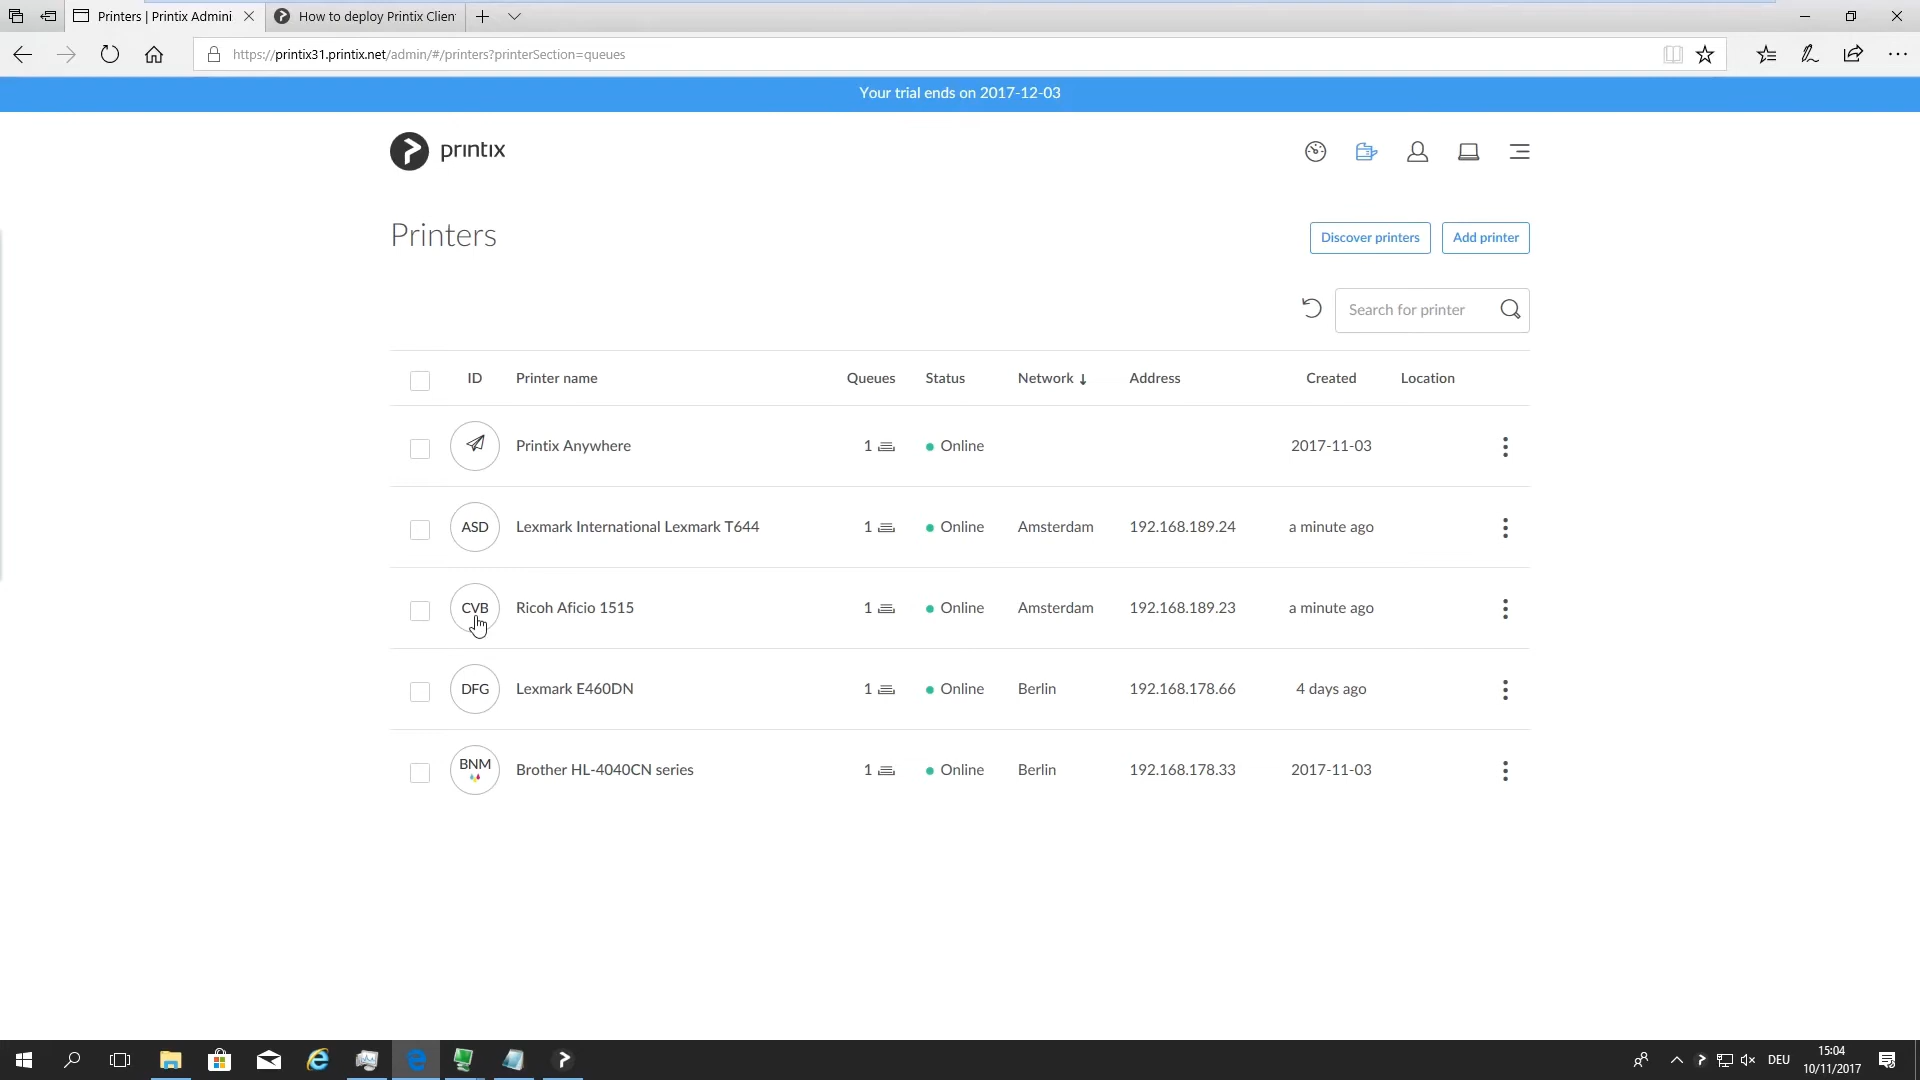 Printers | Printix Admini
How to deploy Printix Clien
https://printix31.printix.net/admin/#/printers?printerSection=queues
Your trial ends on 2017-12-03
printix
Printers
Discover printers
Add printer
Search for printer
ID Printer name Queues Status Network ↓ Address Created Location
Printix Anywhere 1 Online 2017-11-03
ASD Lexmark International Lexmark T644 1 Online Amsterdam 192.168.189.24 a minute ago
CVB Ricoh Aficio 1515 1 Online Amsterdam 192.168.189.23 a minute ago
DFG Lexmark E460DN 1 Online Berlin 192.168.178.66 4 days ago
BNM Brother HL-4040CN series 1 Online Berlin 192.168.178.33 2017-11-03
DEU
15:04
10/11/2017